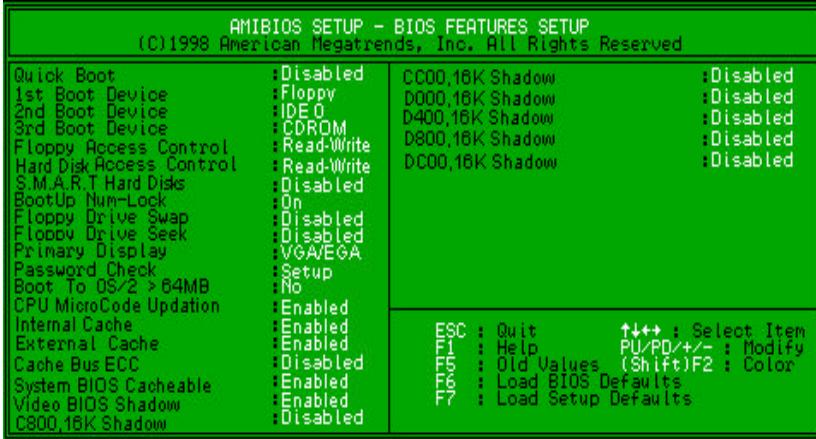 AMIBIOS SETUP - BIOS FEATURES SETUP
(C)1998 American Megatrends, Inc. All Rights Reserved
Quick Boot :Disabled
1st Boot Device :Floppy
2nd Boot Device :IDE 0
3rd Boot Device :CDROM
Floppy Access Control :Read-Write
Hard Disk Access Control :Read-Write
S.M.A.R.T Hard Disks :Disabled
BootUp Num-Lock :On
Floppy Drive Swap :Disabled
Floppy Drive Seek :Disabled
Primary Display :VGA/EGA
Password Check :Setup
Boot To OS/2 > 64MB :No
CPU MicroCode Updation :Enabled
Internal Cache :Enabled
External Cache :Enabled
Cache Bus ECC :Disabled
System BIOS Cacheable :Enabled
Video BIOS Shadow :Enabled
C800,16K Shadow :Disabled
CC00,16K Shadow :Disabled
D000,16K Shadow :Disabled
D400,16K Shadow :Disabled
D800,16K Shadow :Disabled
DC00,16K Shadow :Disabled
ESC : Quit ↑↓←→ : Select Item
F1 : Help PU/PD/+/- : Modify
F5 : Old Values (Shift)F2 : Color
F6 : Load BIOS Defaults
F7 : Load Setup Defaults